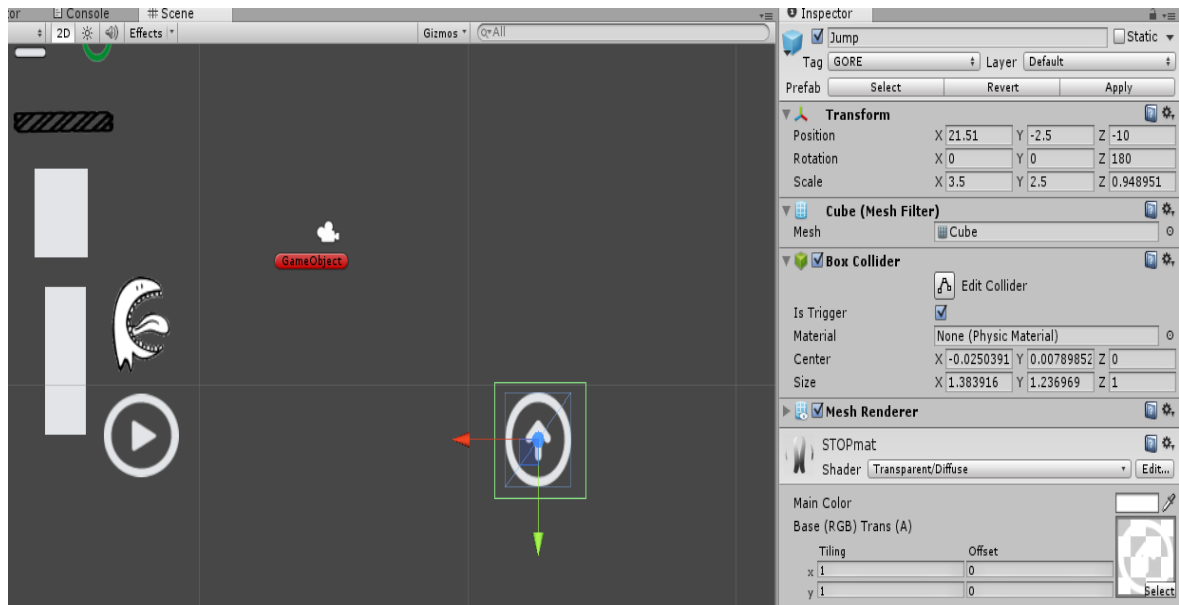 tor Console # Scene
2D Effects Gizmos All
GameObject
Inspector
Jump Static
Tag GORE Layer Default
Prefab Select Revert Apply
Transform
Position X 21.51 Y -2.5 Z -10
Rotation X 0 Y 0 Z 180
Scale X 3.5 Y 2.5 Z 0.948951
Cube (Mesh Filter)
Mesh Cube
Box Collider
Edit Collider
Is Trigger
Material None (Physic Material)
Center X -0.0250391 Y 0.00789852 Z 0
Size X 1.383916 Y 1.236969 Z 1
Mesh Renderer
STOPmat
Shader Transparent/Diffuse Edit...
Main Color
Base (RGB) Trans (A)
Tiling Offset
x 1 0
y 1 0 Select